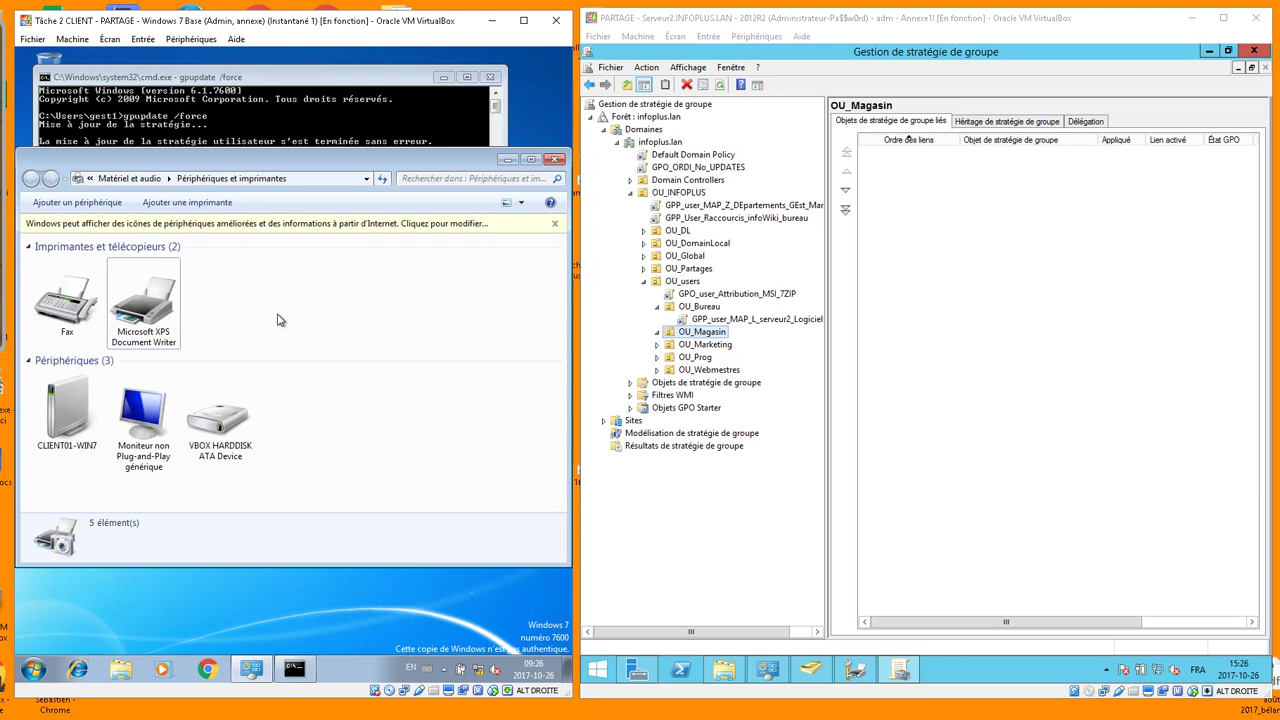 Tâche 2 CLIENT - PARTAGE - Windows 7 Base (Admin, annexe) (Instantané 1) [En fonction] - Oracle VM VirtualBox
Fichier Machine Écran Entrée Périphériques Aide
C:\Windows\system32\cmd.exe - gpupdate /force
Microsoft Windows [version 6.1.7600]
Copyright (c) 2009 Microsoft Corporation. Tous droits réservés.
C:\Users\gest1>gpupdate /force
Mise à jour de la stratégie...
La mise à jour de la stratégie utilisateur s'est terminée sans erreur.
Matériel et audio Périphériques et imprimantes
Rechercher dans : Périphériques et im...
Ajouter un périphérique Ajouter une imprimante
Windows peut afficher des icônes de périphériques améliorées et des informations à partir d'Internet. Cliquez pour modifier...
Imprimantes et télécopieurs (2)
Fax
Microsoft XPS
Document Writer
Périphériques (3)
CLIENT01-WIN7
Moniteur non
Plug-and-Play
générique
VBOX HARDDISK
ATA Device
5 élément(s)
Windows 7
numéro 7600
Cette copie de Windows n'est pas authentique.
EN
09:26
2017-10-26
ALT DROITE
Sébastien -
Chrome
PARTAGE - Serveur2.INFOPLUS.LAN - 2012R2 (Administrateur-Pa$$w0rd) - adm - Annexe1! [En fonction] - Oracle VM VirtualBox
Fichier Machine Écran Entrée Périphériques Aide
Gestion de stratégie de groupe
Fichier Action Affichage Fenêtre ?
Gestion de stratégie de groupe
Forêt : infoplus.lan
Domaines
infoplus.lan
Default Domain Policy
GPO_ORDI_No_UPDATES
Domain Controllers
OU_INFOPLUS
GPP_user_MAP_Z_DEpartements_GEst_Mar
GPP_User_Raccourcis_infoWiki_bureau
OU_DL
OU_DomainLocal
OU_Global
OU_Partages
OU_users
GPO_user_Attribution_MSI_7ZIP
OU_Bureau
GPP_user_MAP_L_serveur2_Logiciel
OU_Magasin
OU_Marketing
OU_Prog
OU_Webmestres
Objets de stratégie de groupe
Filtres WMI
Objets GPO Starter
Sites
Modélisation de stratégie de groupe
Résultats de stratégie de groupe
OU_Magasin
Objets de stratégie de groupe liés Héritage de stratégie de groupe Délégation
Ordre des liens Objet de stratégie de groupe Appliqué Lien activé État GPO
FRA
15:26
2017-10-26
ALT DROITE
août
2017_bélan